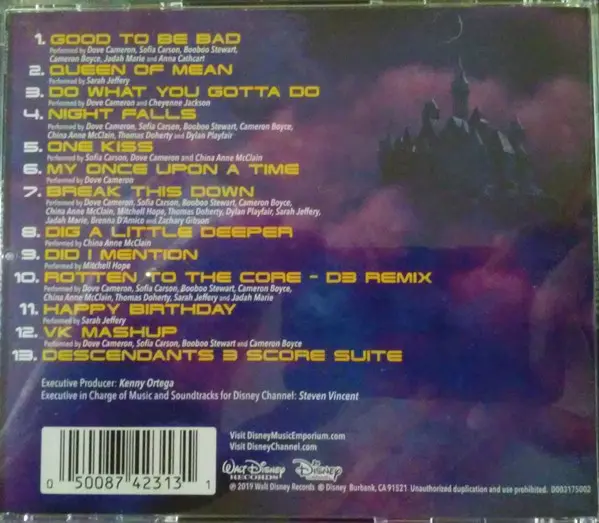 1. GOOD TO BE BAD
Performed by Dove Cameron, Sofia Carson, Booboo Stewart,
Cameron Boyce, Jadah Marie and Anna Cathcart
2. QUEEN OF MEAN
Performed by Sarah Jeffery
3. DO WHAT YOU GOTTA DO
Performed by Dove Cameron and Cheyenne Jackson
4. NIGHT FALLS
Performed by Dove Cameron, Sofia Carson, Booboo Stewart, Cameron Boyce,
China Anne McClain, Thomas Doherty and Dylan Playfair
5. ONE KISS
Performed by Sofia Carson, Dove Cameron and China Anne McClain
6. MY ONCE UPON A TIME
Performed by Dove Cameron
7. BREAK THIS DOWN
Performed by Dove Cameron, Sofia Carson, Booboo Stewart, Cameron Boyce,
China Anne McClain, Mitchell Hope, Thomas Doherty, Dylan Playfair, Sarah Jeffery,
Jadah Marie, Brenna D'Amico and Zachary Gibson
8. DIG A LITTLE DEEPER
Performed by China Anne McClain
9. DID I MENTION
Performed by Mitchell Hope
10. ROTTEN TO THE CORE - D3 REMIX
Performed by Dove Cameron, Sofia Carson, Booboo Stewart, Cameron Boyce,
China Anne McClain, Thomas Doherty, Sarah Jeffery and Jadah Marie
11. HAPPY BIRTHDAY
Performed by Sarah Jeffery
12. VK MASHUP
Performed by Dove Cameron, Sofia Carson, Booboo Stewart and Cameron Boyce
13. DESCENDANTS 3 SCORE SUITE
Executive Producer: Kenny Ortega
Executive in Charge of Music and Soundtracks for Disney Channel: Steven Vincent
Visit DisneyMusicEmporium.com
Visit DisneyChannel.com
WALT DISNEY RECORDS
Disney
℗ 2019 Walt Disney Records © Disney Burbank, CA 91521 Unauthorized duplication and use prohibited. D003175002
0 50087 42313 1